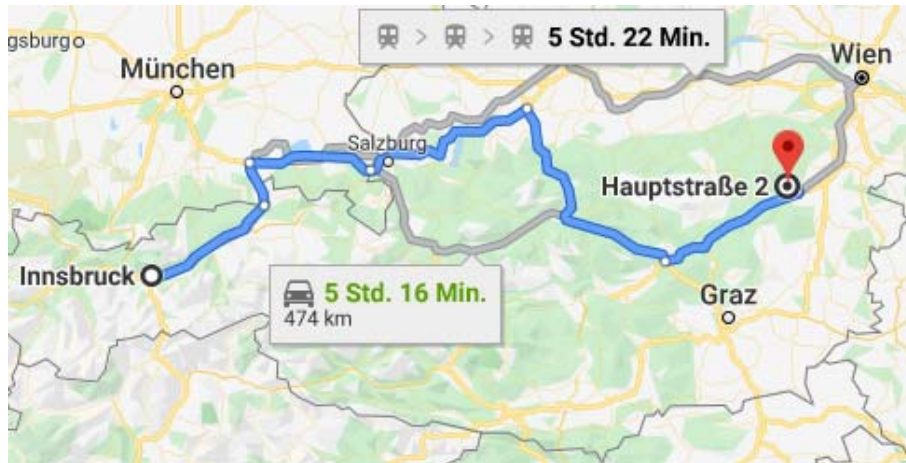 gsburg
München
> > 5 Std. 22 Min.
Wien
Salzburg
Hauptstraße 2
Innsbruck
5 Std. 16 Min.
474 km
Graz